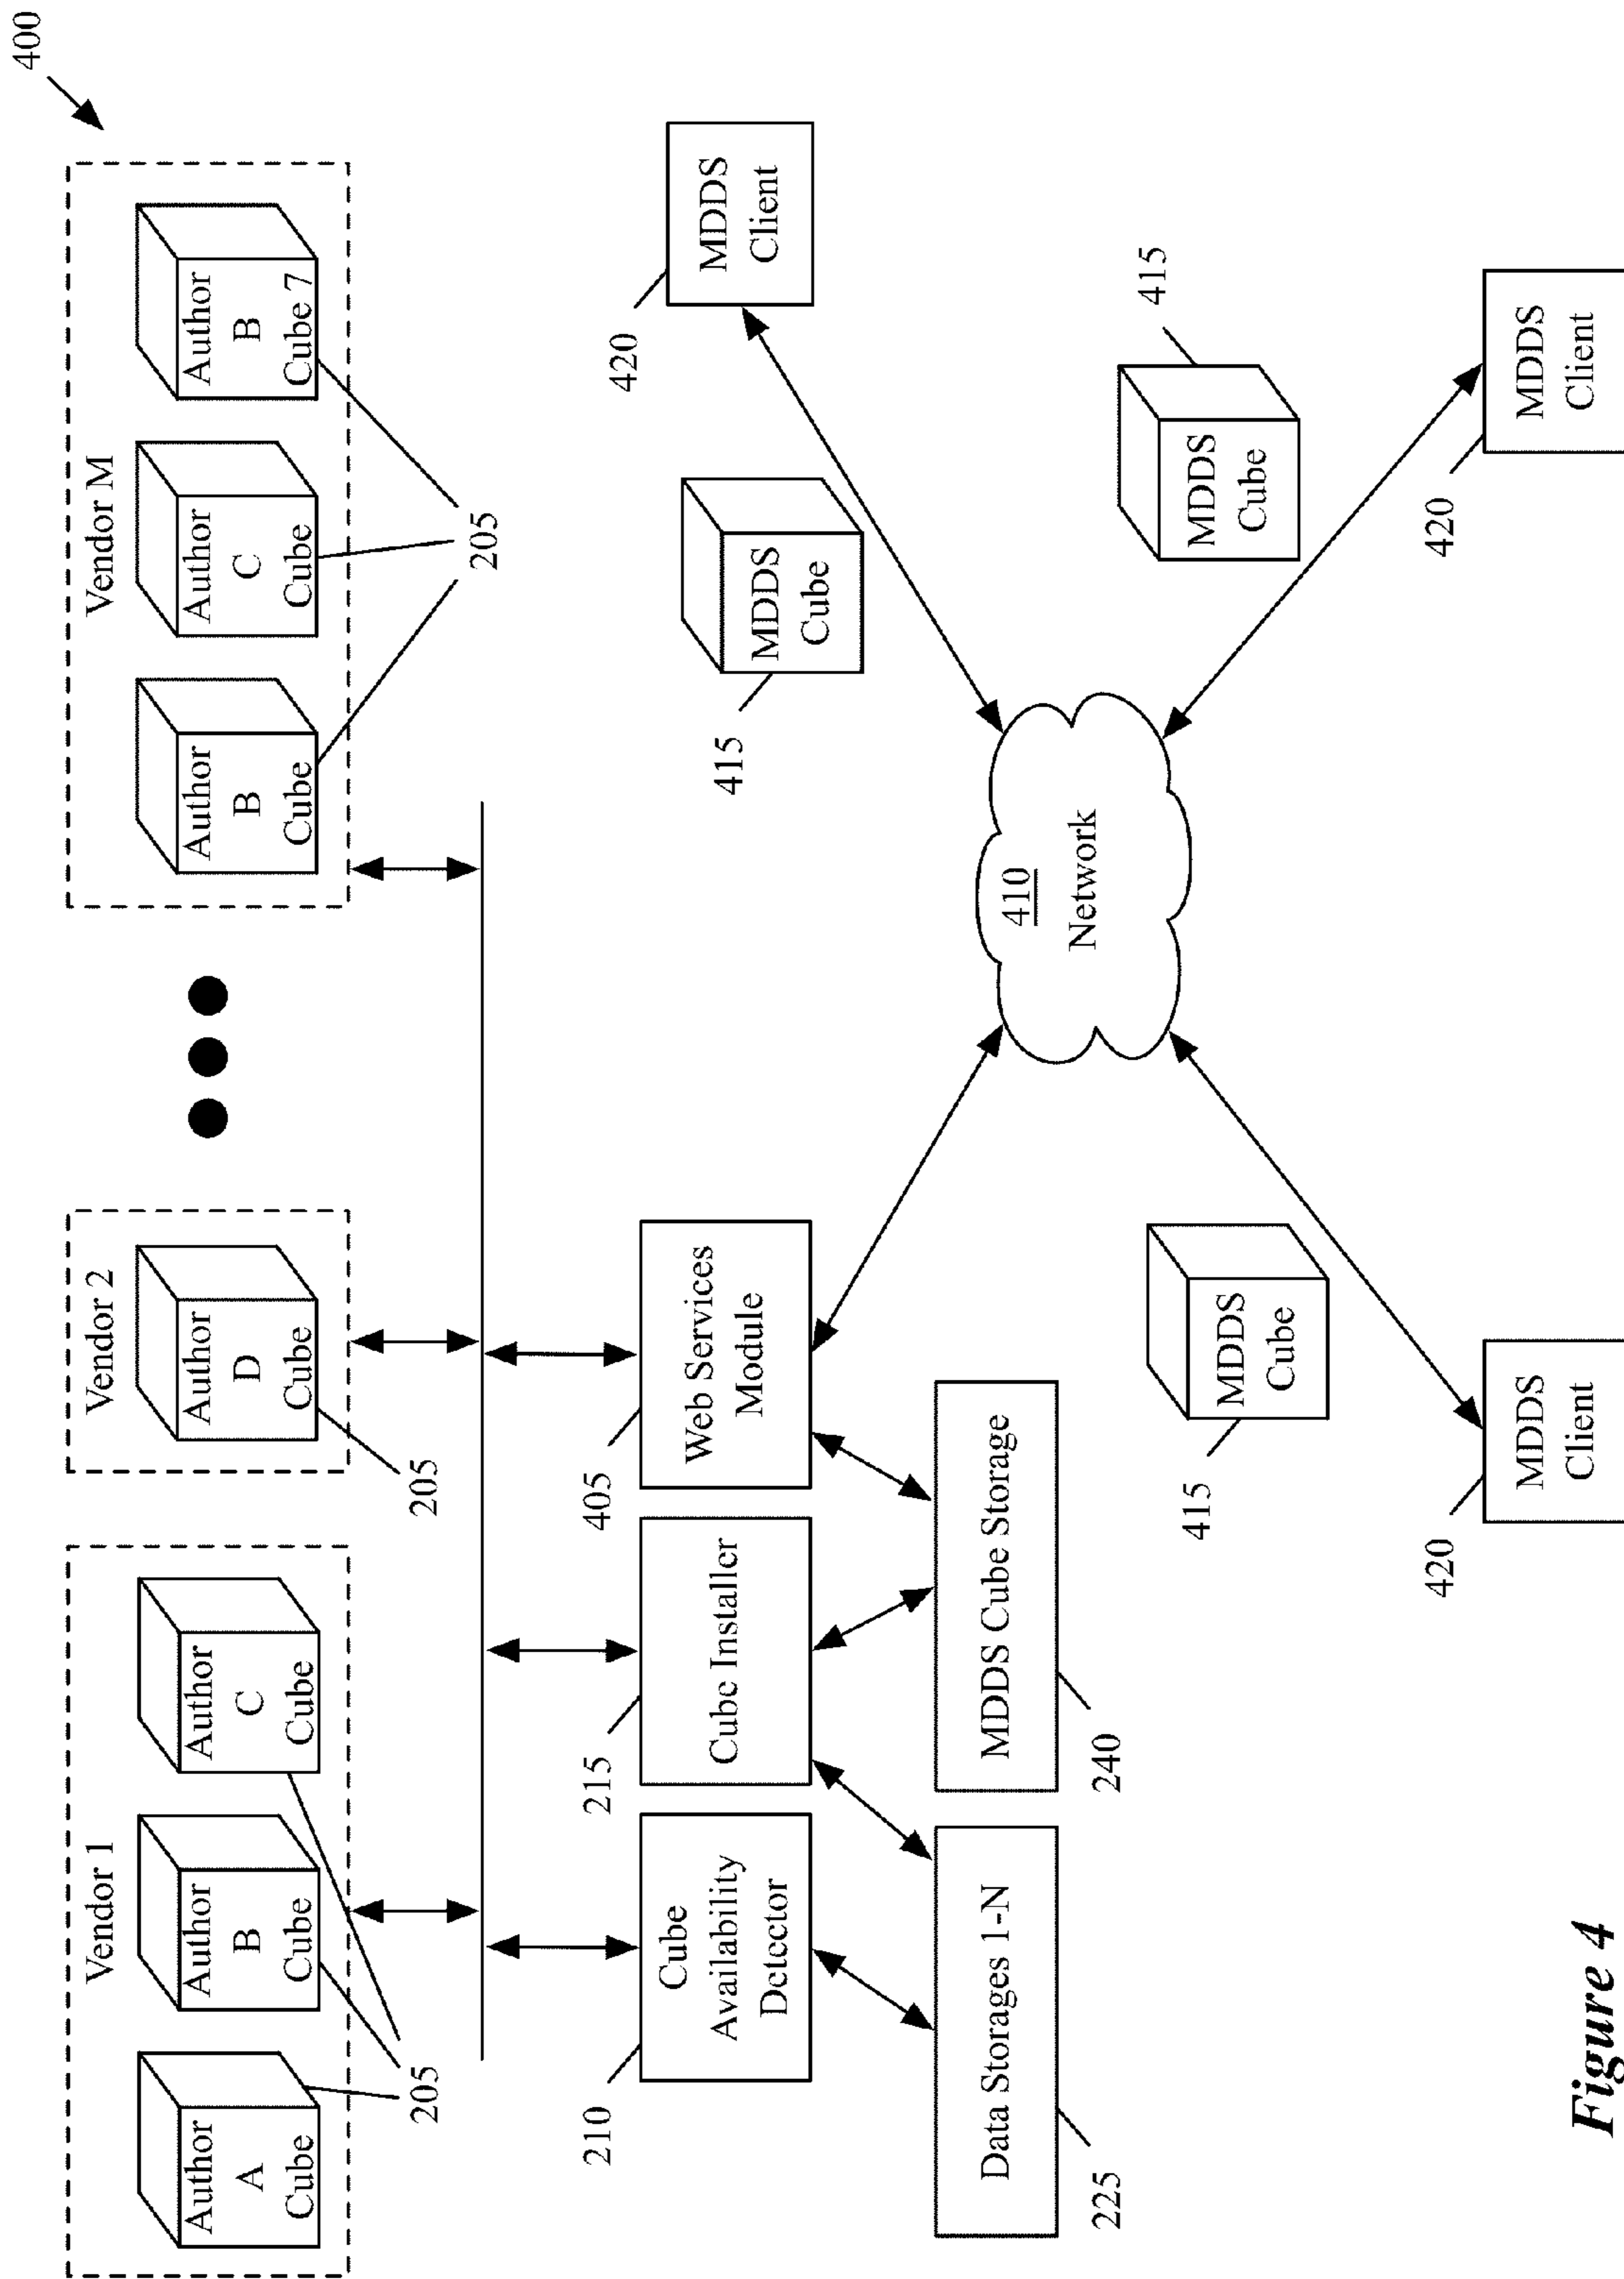 400
Vendor 1
Author
A
Cube
Author
B
Cube
Author
C
Cube
205
Vendor 2
Author
D
Cube
205
Vendor M
Author
B
Cube
Author
C
Cube
Author
B
Cube 7
205
210
Cube
Availability
Detector
215
Cube Installer
405
Web Services
Module
225
Data Storages 1-N
240
MDDS Cube Storage
410
Network
415
MDDS
Cube
420
MDDS
Client
415
MDDS
Cube
420
MDDS
Client
415
MDDS
Cube
420
MDDS
Client
Figure 4